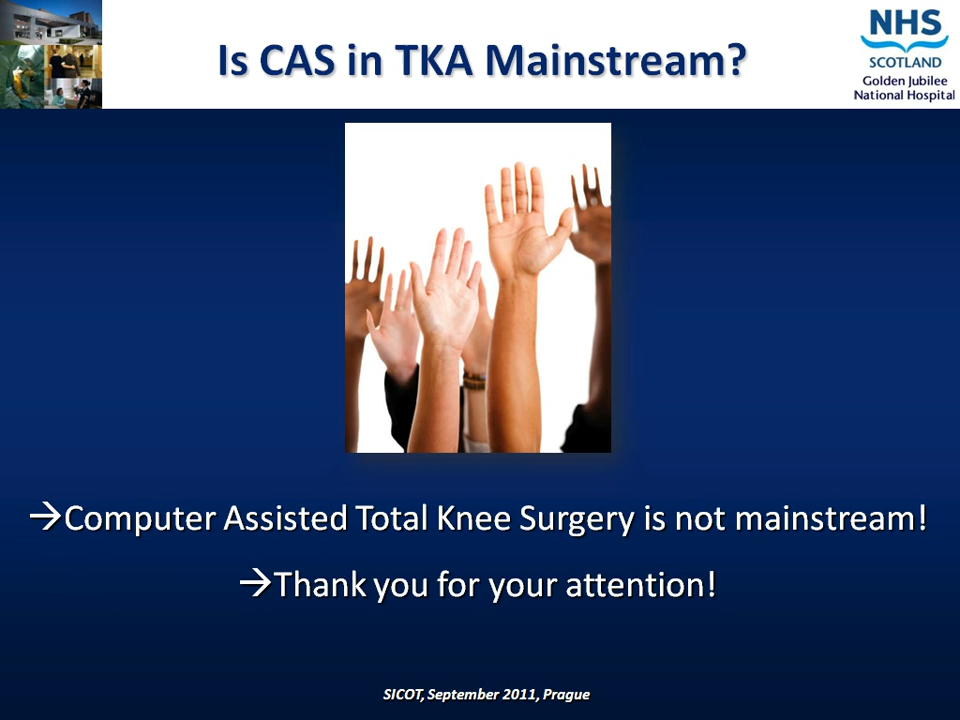 Is CAS in TKA Mainstream?
NHS
SCOTLAND
Golden Jubilee
National Hospital
→Computer Assisted Total Knee Surgery is not mainstream!
→Thank you for your attention!
SICOT, September 2011, Prague